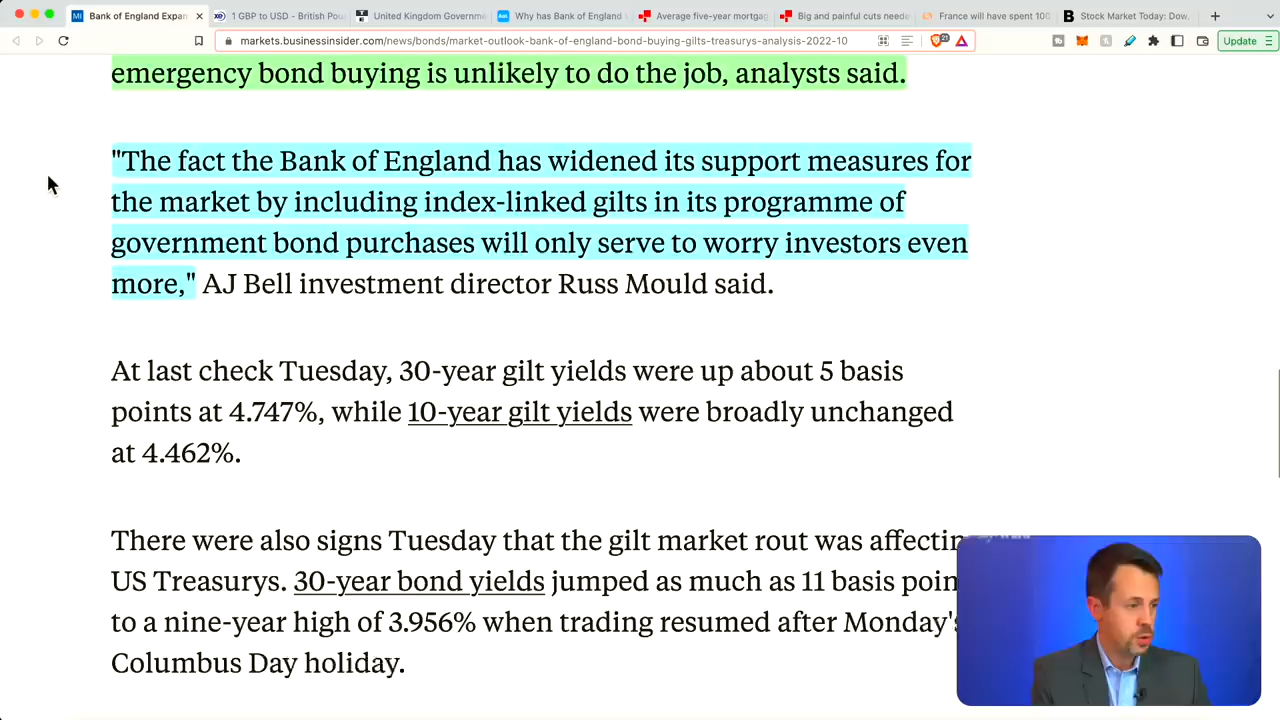 Bank of England Expan
1 GBP to USD - British Pou
United Kingdom Governme
Why has Bank of England
Average five-year mortgag
Big and painful cuts neede
France will have spent 100
Stock Market Today: Dow,
markets.businessinsider.com/news/bonds/market-outlook-bank-of-england-bond-buying-gilts-treasurys-analysis-2022-10
21
Update
emergency bond buying is unlikely to do the job, analysts said.
"The fact the Bank of England has widened its support measures for
the market by including index-linked gilts in its programme of
government bond purchases will only serve to worry investors even
more," AJ Bell investment director Russ Mould said.
At last check Tuesday, 30-year gilt yields were up about 5 basis
points at 4.747%, while 10-year gilt yields were broadly unchanged
at 4.462%.
There were also signs Tuesday that the gilt market rout was affectin
US Treasurys. 30-year bond yields jumped as much as 11 basis poin
to a nine-year high of 3.956% when trading resumed after Monday's
Columbus Day holiday.